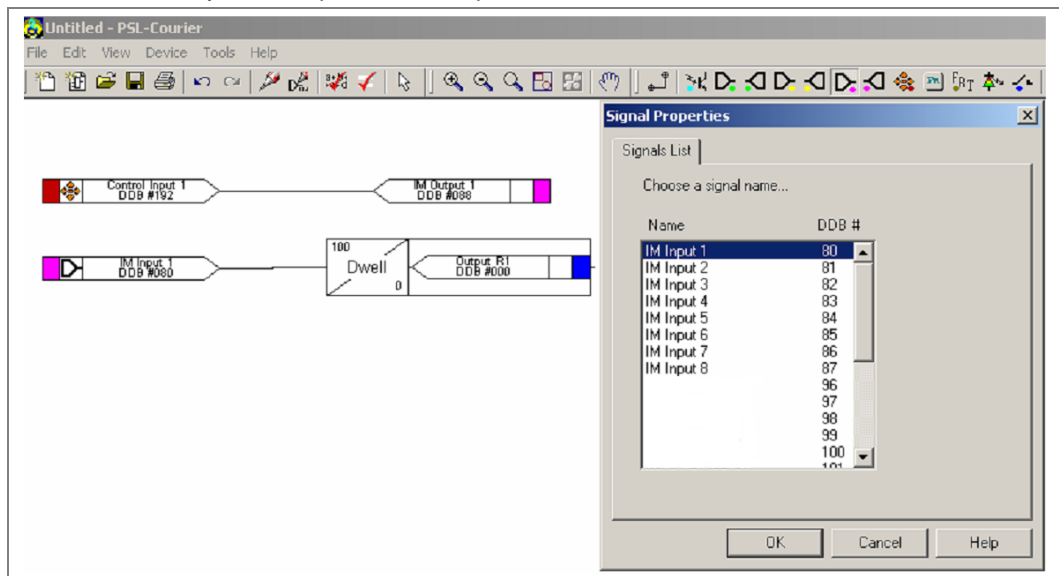 Untitled - PSL-Courier
File Edit View Device Tools Help
Signal Properties
Signals List
Choose a signal name...
Name DDB #
IM Input 1 80
IM Input 2 81
IM Input 3 82
IM Input 4 83
IM Input 5 84
IM Input 6 85
IM Input 7 86
IM Input 8 87
96
97
98
99
100
101
OK Cancel Help
Control Input 1
DDB #192
IM Output 1
DDB #088
IM Input 1
DDB #080
100
Dwell
0
Output R1
DDB #000